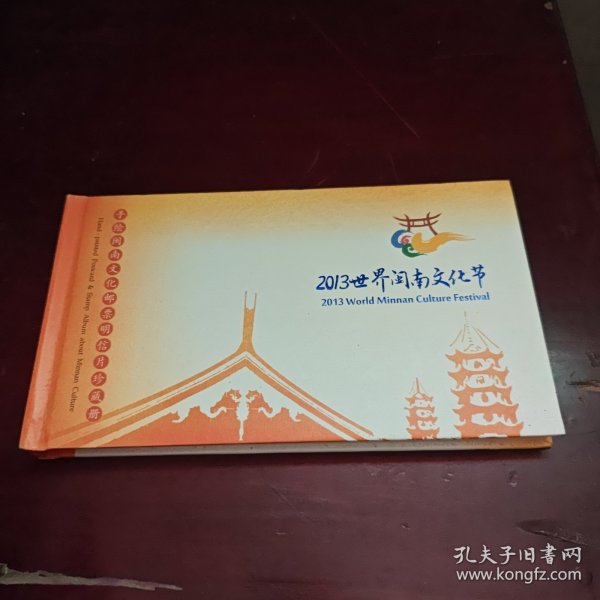 手绘闽南文化邮票明信片珍藏册
Hand-painted Postcard & Stamp Album about Minnan Culture
2013世界闽南文化节
2013 World Minnan Culture Festival
孔夫子旧书网
www.kongfz.com